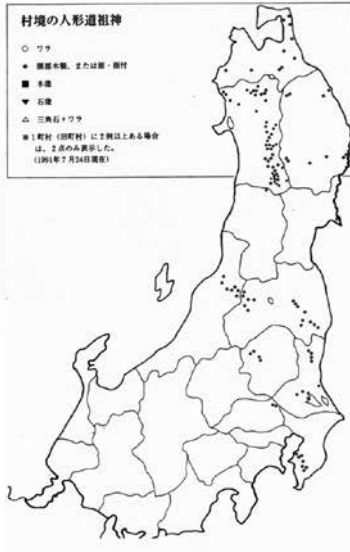 村境の人形道祖神
○ ワラ
● 頭部木製、または面・面付
■ 木像
▼ 石像
△ 三角石+ワラ
※1町村(旧町村)に2例以上ある場合
は、2点のみ表示した。
(1991年7月24日現在)